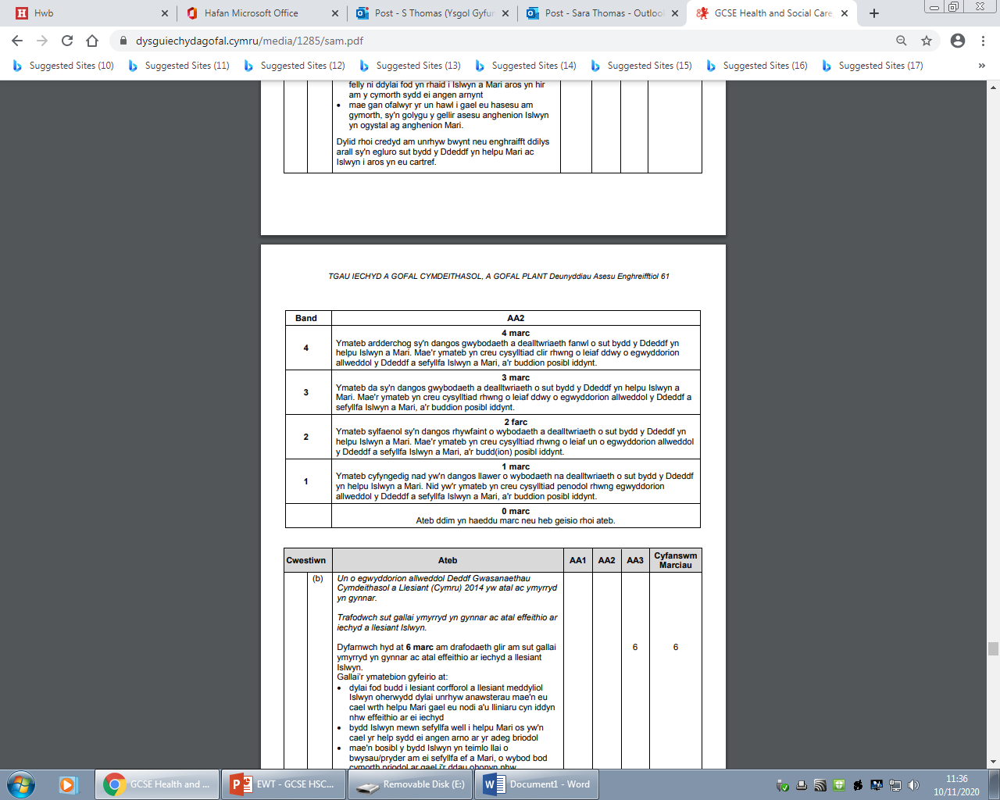 Hwb
Hafan Microsoft Office
Post - S Thomas (Ysgol Gyfun
Post - Sara Thomas - Outlook
GCSE Health and Social Care
dysguiechydagofal.cymru/media/1285/sam.pdf
Suggested Sites (10)
Suggested Sites (11)
Suggested Sites (12)
Suggested Sites (13)
Suggested Sites (14)
Suggested Sites (15)
Suggested Sites (16)
Suggested Sites (17)
felly ni ddylai fod yn rhaid i Islwyn a Mari aros yn hir
am y cymorth sydd ei angen arnynt
• mae gan ofalwyr yr un hawl i gael eu hasesu am
gymorth, sy'n golygu y gellir asesu anghenion Islwyn
yn ogystal ag anghenion Mari.
Dylid rhoi credyd am unrhyw bwynt neu enghraifft ddilys
arall sy'n egluro sut bydd y Ddeddf yn helpu Mari ac
Islwyn i aros yn eu cartref.
TGAU IECHYD A GOFAL CYMDEITHASOL, A GOFAL PLANT Deunyddiau Asesu Enghreifftiol 61
Band AA2
4 marc
4
Ymateb ardderchog sy'n dangos gwybodaeth a dealltwriaeth fanwl o sut bydd y Ddeddf yn
helpu Islwyn a Mari. Mae'r ymateb yn creu cysylltiad clir rhwng o leiaf ddwy o egwyddorion
allweddol y Ddeddf a sefyllfa Islwyn a Mari, a'r buddion posibl iddynt.
3 marc
3
Ymateb da sy'n dangos gwybodaeth a dealltwriaeth o sut bydd y Ddeddf yn helpu Islwyn a
Mari. Mae'r ymateb yn creu cysylltiad rhwng o leiaf ddwy o egwyddorion allweddol y Ddeddf a
sefyllfa Islwyn a Mari, a'r buddion posibl iddynt.
2 farc
2
Ymateb sylfaenol sy'n dangos rhywfaint o wybodaeth a dealltwriaeth o sut bydd y Ddeddf yn
helpu Islwyn a Mari. Mae'r ymateb yn creu cysylltiad rhwng o leiaf un o egwyddorion allweddol
y Ddeddf a sefyllfa Islwyn a Mari, a'r budd(ion) posibl iddynt.
1 marc
1
Ymateb cyfyngedig nad yw'n dangos llawer o wybodaeth na dealltwriaeth o sut bydd y Ddeddf
yn helpu Islwyn a Mari. Nid yw'r ymateb yn creu cysylltiad penodol rhwng egwyddorion
allweddol y Ddeddf a sefyllfa Islwyn a Mari, a'r buddion posibl iddynt.
0 marc
Ateb ddim yn haeddu marc neu heb geisio rhoi ateb.
Cwestiwn Ateb AA1 AA2 AA3 Cyfanswm
Marciau
(b) Un o egwyddorion allweddol Deddf Gwasanaethau
Cymdeithasol a Llesiant (Cymru) 2014 yw atal ac ymyrryd
yn gynnar.
Trafodwch sut gallai ymyrryd yn gynnar ac atal effeithio ar
iechyd a llesiant Islwyn.
Dyfarnwch hyd at 6 marc am drafodaeth glir am sut gallai 6 6
ymyrryd yn gynnar ac atal effeithio ar iechyd a llesiant
Islwyn.
Gallai'r ymatebion gyfeirio at:
• dylai fod budd i lesiant corfforol a llesiant meddyliol
Islwyn oherwydd dylai unrhyw anawsterau mae'n eu
cael wrth helpu Mari gael eu nodi a'u lliniaru cyn iddyn
nhw effeithio ar ei iechyd
• bydd Islwyn mewn sefyllfa well i helpu Mari os yw'n
cael yr help sydd ei angen arno ar yr adeg briodol
• mae'n bosibl y bydd Islwyn yn teimlo llai o
bwysau/pryder am ei sefyllfa ef a Mari, o wybod bod
cymorth priodol ar gael i'r ddau ohonyn nhw
GCSE Health and ...
EWT - GCSE HSC...
Removable Disk (E:)
Document1 - Word
11:36
10/11/2020